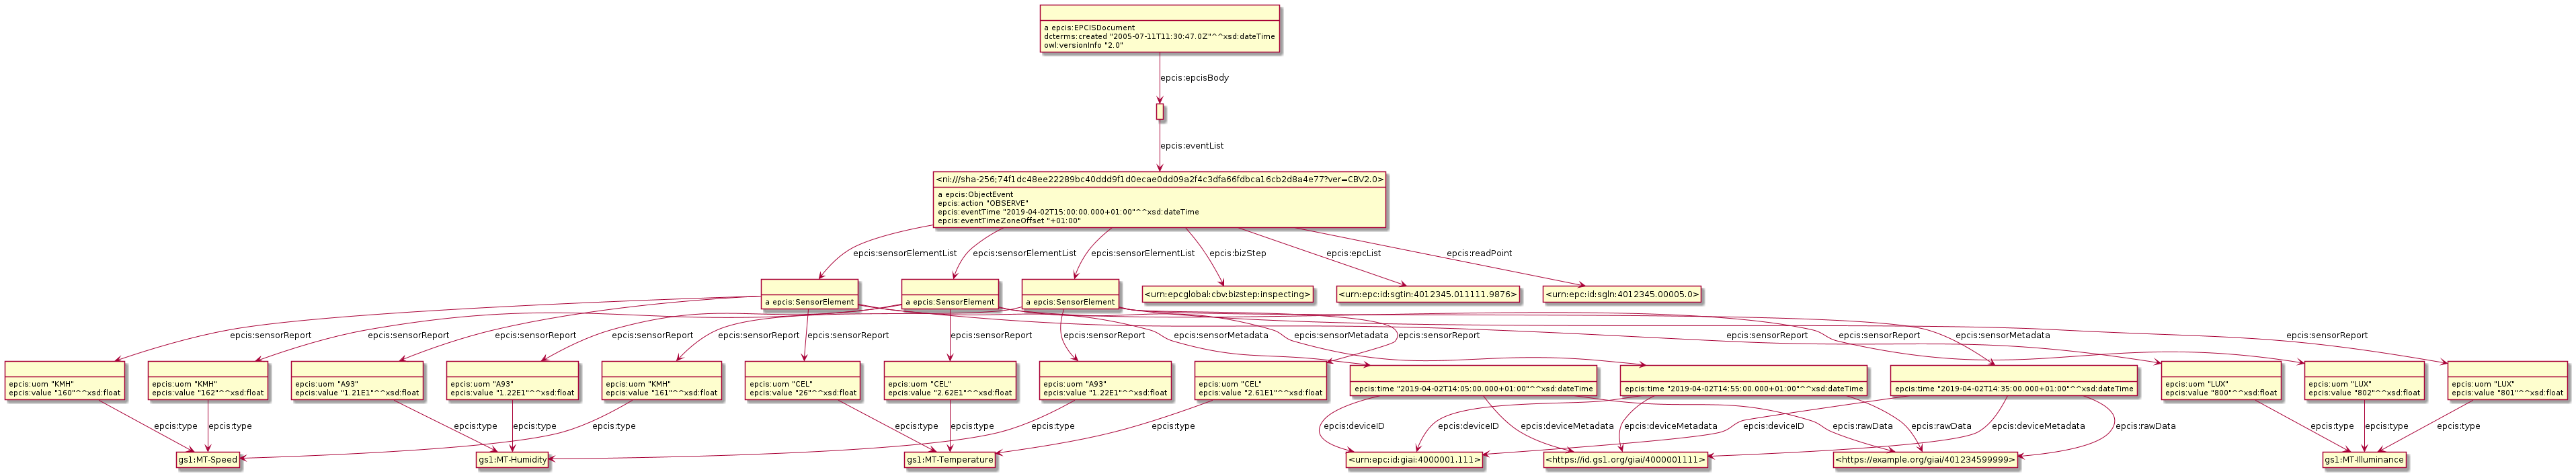 a epcis:EPCISDocument
dcterms:created "2005-07-11T11:30:47.0Z"^^xsd:dateTime
owl:versionInfo "2.0"
epcis:epcisBody
epcis:eventList
<ni:///sha-256;74f1dc48ee22289bc40ddd9f1d0ecae0dd09a2f4c3dfa66fdbca16cb2d8a4e77?ver=CBV2.0>
a epcis:ObjectEvent
epcis:action "OBSERVE"
epcis:eventTime "2019-04-02T15:00:00.000+01:00"^^xsd:dateTime
epcis:eventTimeZoneOffset "+01:00"
epcis:sensorElementList
epcis:sensorElementList
epcis:sensorElementList
epcis:bizStep
epcis:epcList
epcis:readPoint
a epcis:SensorElement
a epcis:SensorElement
a epcis:SensorElement
<urn:epcglobal:cbv:bizstep:inspecting>
<urn:epc:id:sgtin:4012345.011111.9876>
<urn:epc:id:sgln:4012345.00005.0>
epcis:sensorReport
epcis:sensorReport
epcis:sensorReport
epcis:sensorReport
epcis:sensorReport
epcis:sensorReport
epcis:sensorReport
epcis:sensorReport
epcis:sensorMetadata
epcis:sensorMetadata
epcis:sensorReport
epcis:sensorReport
epcis:sensorReport
epcis:sensorMetadata
epcis:sensorReport
epcis:uom "KMH"
epcis:value "160"^^xsd:float
epcis:uom "KMH"
epcis:value "162"^^xsd:float
epcis:uom "A93"
epcis:value "1.21E1"^^xsd:float
epcis:uom "A93"
epcis:value "1.22E1"^^xsd:float
epcis:uom "KMH"
epcis:value "161"^^xsd:float
epcis:uom "CEL"
epcis:value "26"^^xsd:float
epcis:uom "CEL"
epcis:value "2.62E1"^^xsd:float
epcis:uom "A93"
epcis:value "1.22E1"^^xsd:float
epcis:uom "CEL"
epcis:value "2.61E1"^^xsd:float
epcis:time "2019-04-02T14:05:00.000+01:00"^^xsd:dateTime
epcis:time "2019-04-02T14:55:00.000+01:00"^^xsd:dateTime
epcis:time "2019-04-02T14:35:00.000+01:00"^^xsd:dateTime
epcis:uom "LUX"
epcis:value "800"^^xsd:float
epcis:uom "LUX"
epcis:value "802"^^xsd:float
epcis:uom "LUX"
epcis:value "801"^^xsd:float
epcis:type
epcis:type
epcis:type
epcis:type
epcis:type
epcis:type
epcis:type
epcis:type
epcis:type
epcis:deviceID
epcis:deviceID
epcis:deviceMetadata
epcis:deviceMetadata
epcis:deviceID
epcis:rawData
epcis:rawData
epcis:deviceMetadata
epcis:rawData
epcis:type
epcis:type
epcis:type
gs1:MT-Speed
gs1:MT-Humidity
gs1:MT-Temperature
<urn:epc:id:giai:4000001.111>
<https://id.gs1.org/giai/4000001111>
<https://example.org/giai/401234599999>
gs1:MT-Illuminance